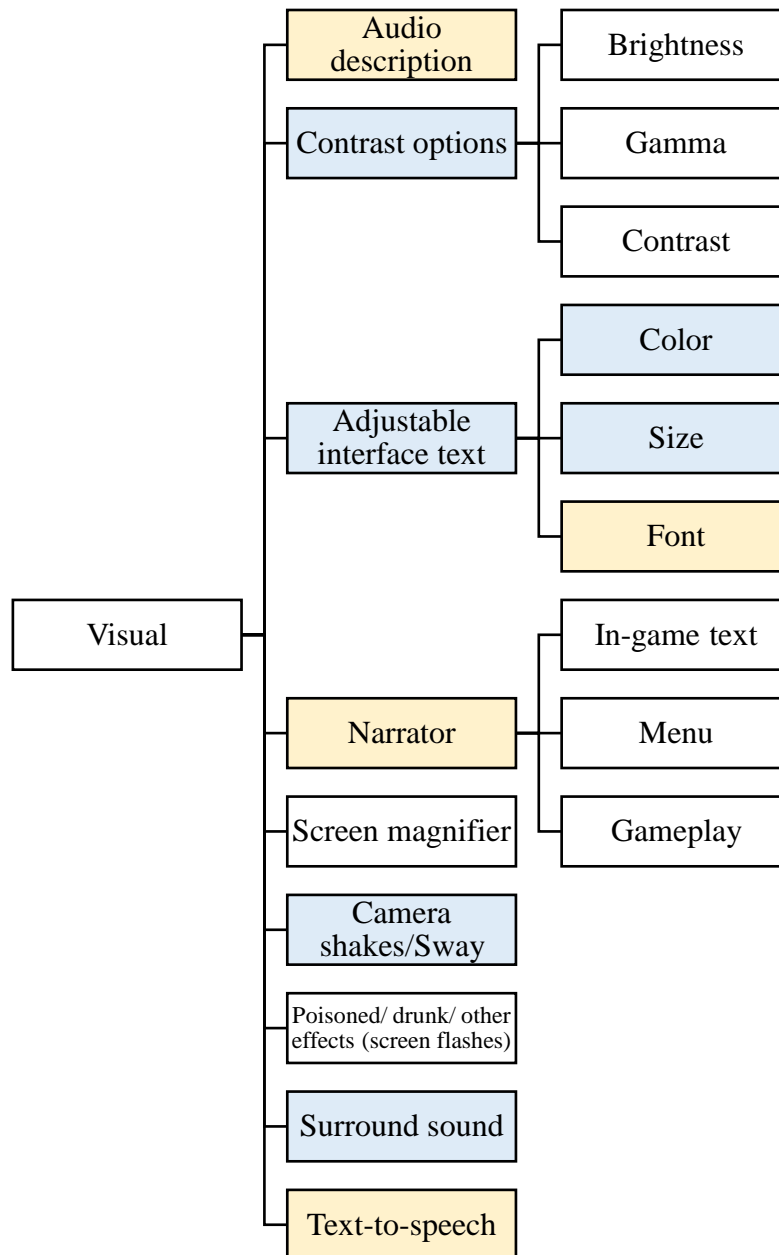 Visual
Audio
description
Contrast options
Brightness
Gamma
Contrast
Adjustable
interface text
Color
Size
Font
Narrator
In-game text
Menu
Gameplay
Screen magnifier
Camera
shakes/Sway
Poisoned/ drunk/ other
effects (screen flashes)
Surround sound
Text-to-speech